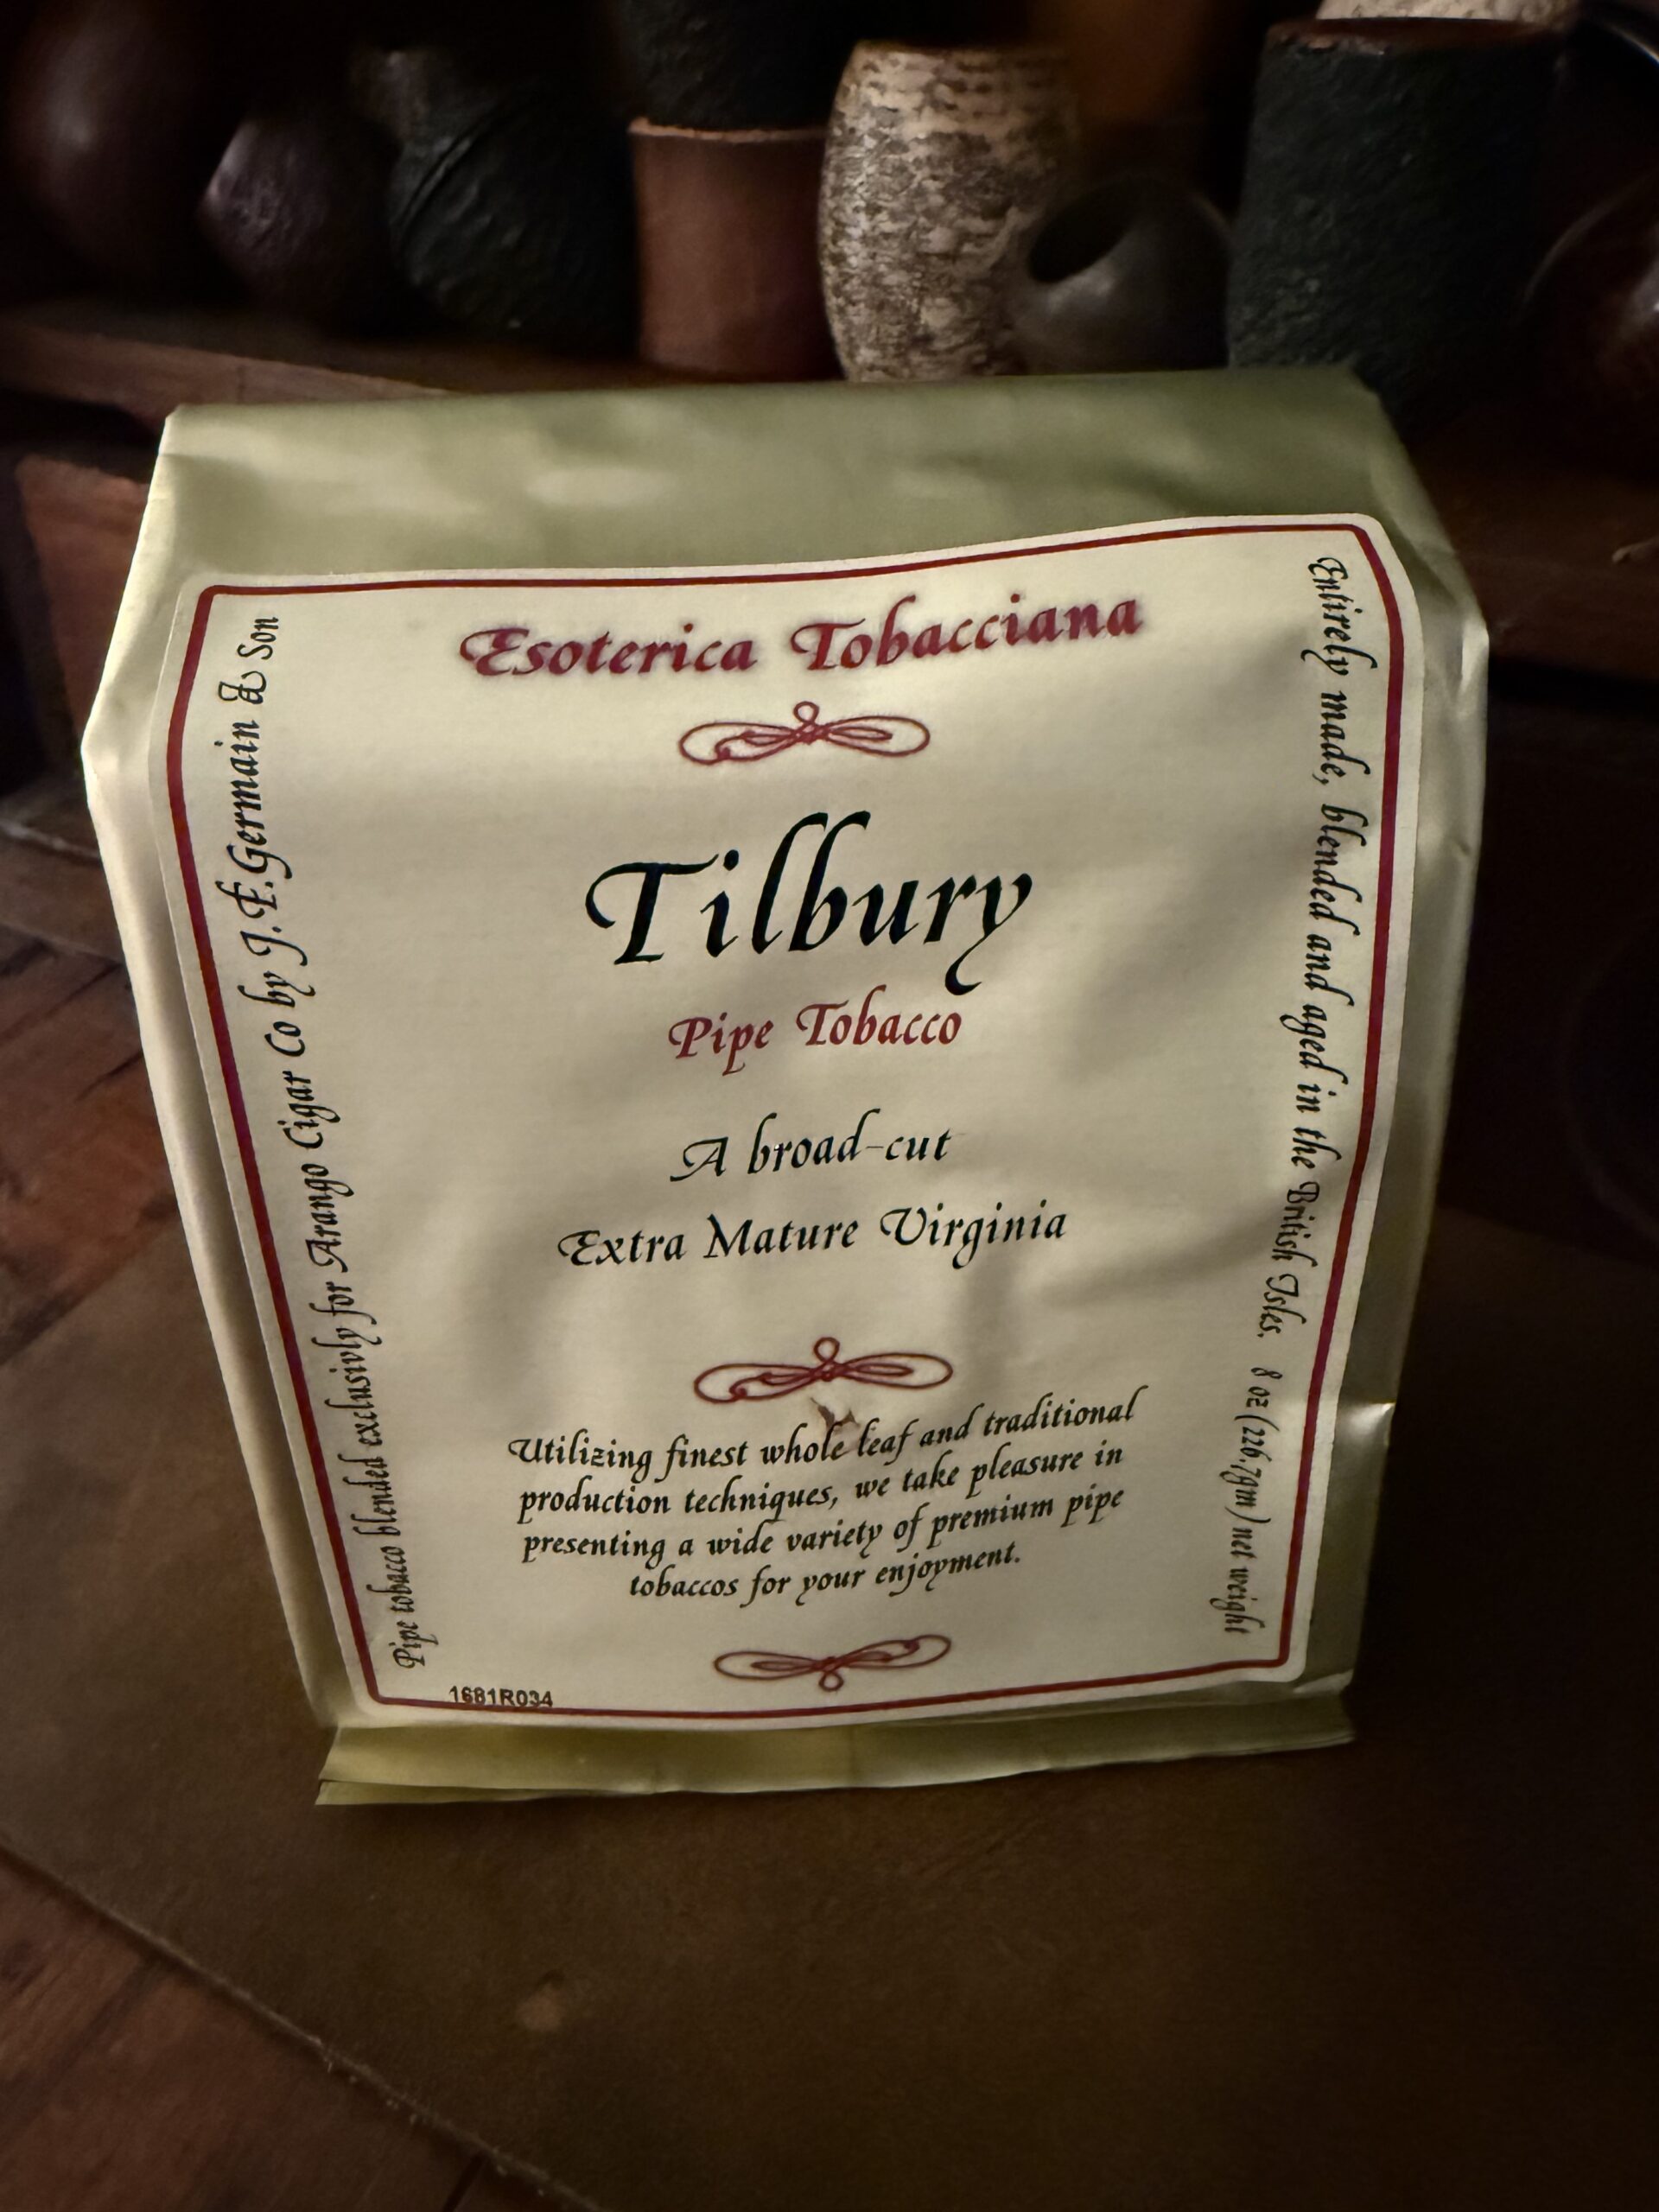 Esoterica Tobacciana
Tilbury
Pipe Tobacco
A broad-cut
Extra Mature Virginia
Utilizing finest whole leaf and traditional
production techniques, we take pleasure in
presenting a wide variety of premium pipe
tobaccos for your enjoyment.
Pipe tobacco blended exclusivly for Arango Cigar Co by J.F.Germain & Son
Entirely made, blended and aged in the British Isles. 8 oz (226.7gm) net weight
1681R034